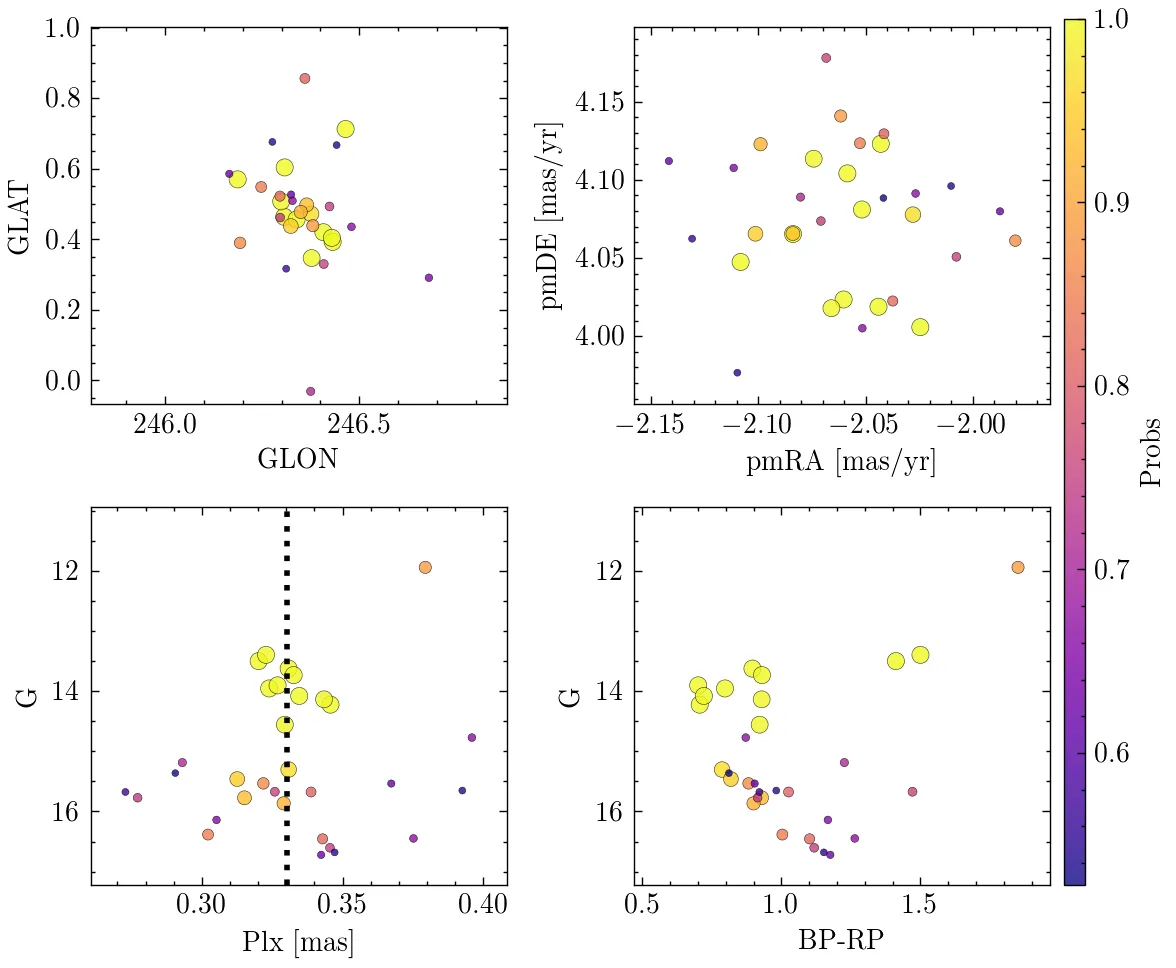 1.0
0.8
0.6
0.4
0.2
0.0
GLAT
246.0 246.5
GLON
4.15
4.10
4.05
4.00
pmDE [mas/yr]
−2.15 −2.10 −2.05 −2.00
pmRA [mas/yr]
12
14
16
G
0.30 0.35 0.40
Plx [mas]
12
14
16
G
0.5 1.0 1.5
BP-RP
1.0
0.9
0.8
0.7
0.6
Probs